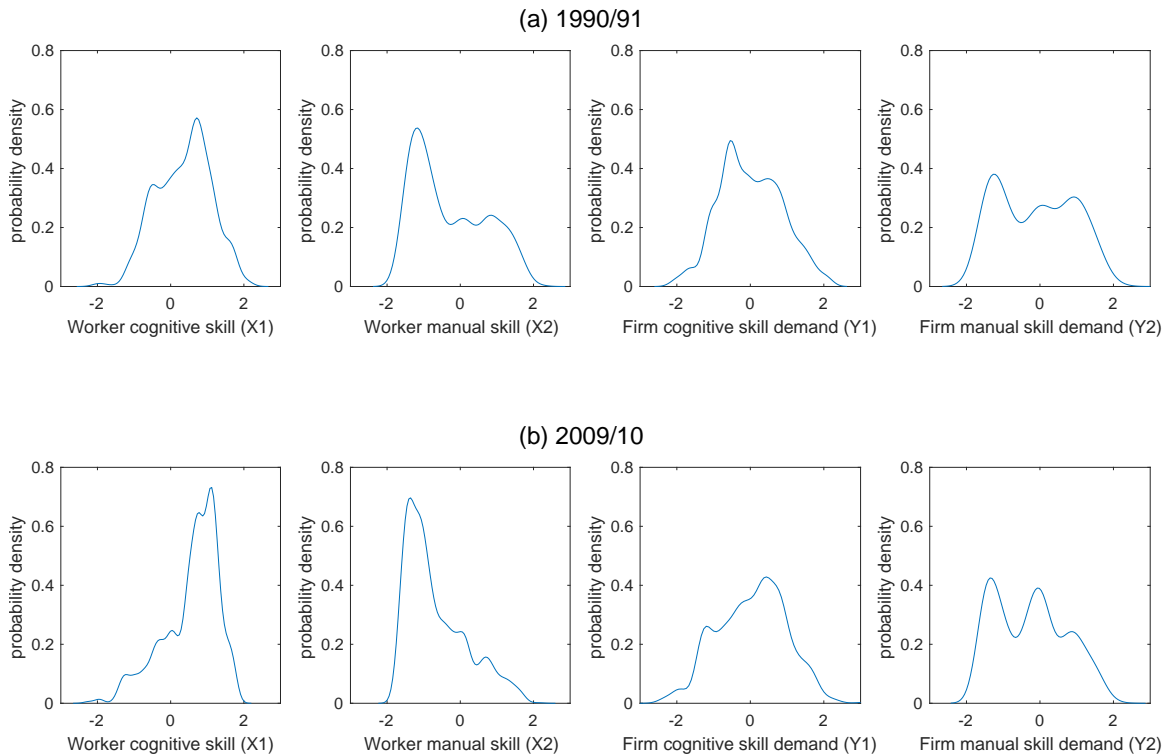 (a) 1990/91
0.8
0.6
0.4
0.2
0
probability density
-2 0 2
Worker cognitive skill (X1)
0.8
0.6
0.4
0.2
0
probability density
-2 0 2
Worker manual skill (X2)
0.8
0.6
0.4
0.2
0
probability density
-2 0 2
Firm cognitive skill demand (Y1)
0.8
0.6
0.4
0.2
0
probability density
-2 0 2
Firm manual skill demand (Y2)
(b) 2009/10
0.8
0.6
0.4
0.2
0
probability density
-2 0 2
Worker cognitive skill (X1)
0.8
0.6
0.4
0.2
0
probability density
-2 0 2
Worker manual skill (X2)
0.8
0.6
0.4
0.2
0
probability density
-2 0 2
Firm cognitive skill demand (Y1)
0.8
0.6
0.4
0.2
0
probability density
-2 0 2
Firm manual skill demand (Y2)